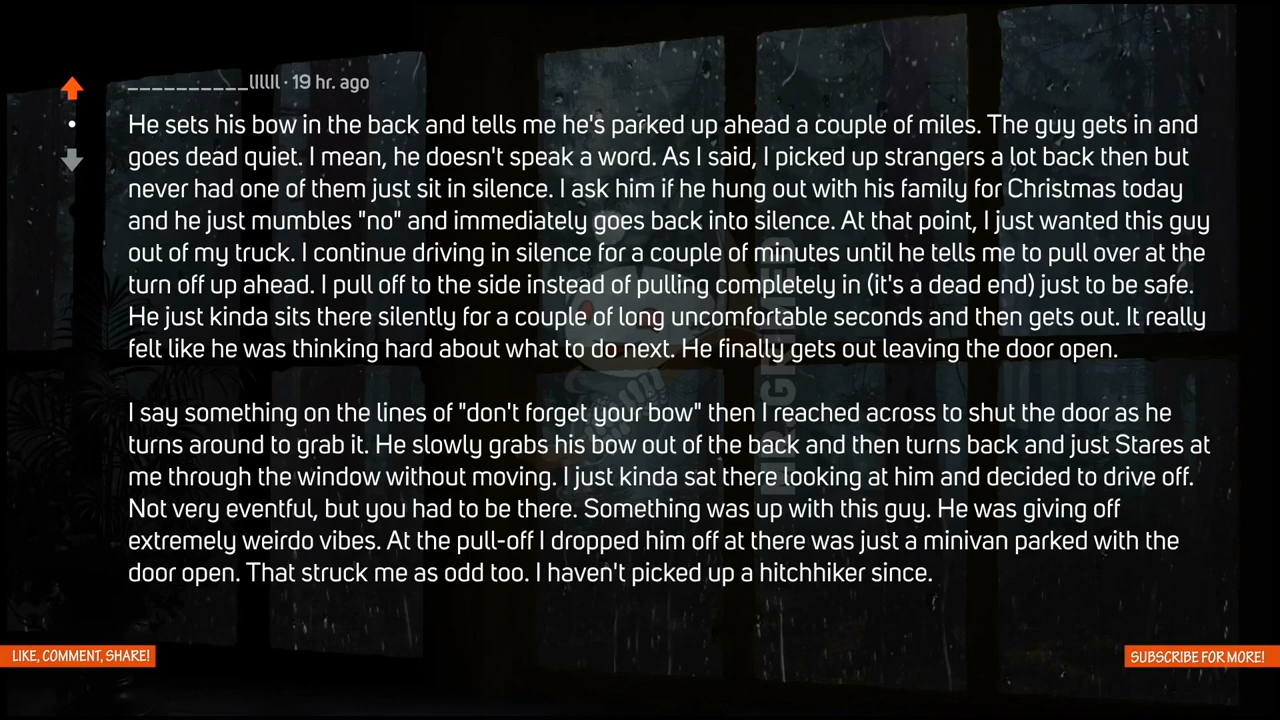 __________llllll · 19 hr. ago
He sets his bow in the back and tells me he's parked up ahead a couple of miles. The guy gets in and
goes dead quiet. I mean, he doesn't speak a word. As I said, I picked up strangers a lot back then but
never had one of them just sit in silence. I ask him if he hung out with his family for Christmas today
and he just mumbles "no" and immediately goes back into silence. At that point, I just wanted this guy
out of my truck. I continue driving in silence for a couple of minutes until he tells me to pull over at the
turn off up ahead. I pull off to the side instead of pulling completely in (it's a dead end) just to be safe.
He just kinda sits there silently for a couple of long uncomfortable seconds and then gets out. It really
felt like he was thinking hard about what to do next. He finally gets out leaving the door open.
I say something on the lines of "don't forget your bow" then I reached across to shut the door as he
turns around to grab it. He slowly grabs his bow out of the back and then turns back and just Stares at
me through the window without moving. I just kinda sat there looking at him and decided to drive off.
Not very eventful, but you had to be there. Something was up with this guy. He was giving off
extremely weirdo vibes. At the pull-off I dropped him off at there was just a minivan parked with the
door open. That struck me as odd too. I haven't picked up a hitchhiker since.
LIKE, COMMENT, SHARE!
SUBSCRIBE FOR MORE!